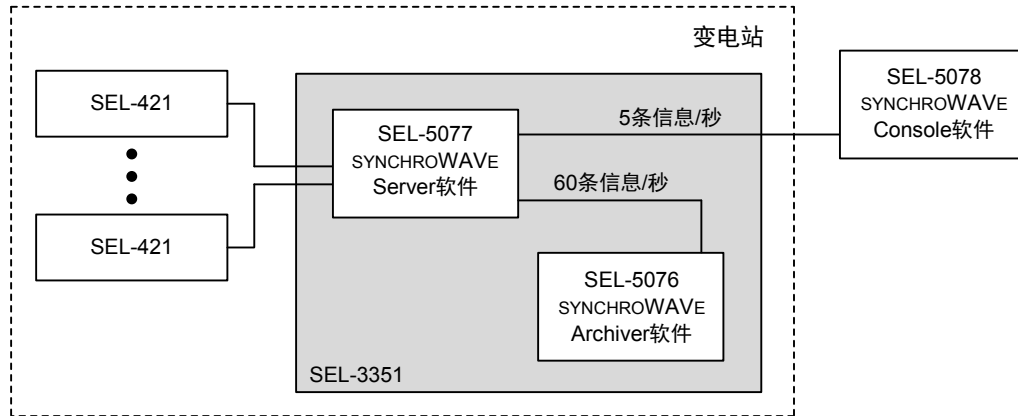 变电站
SEL-421
SEL-421
SEL-5077
SYNCHROWAVE
Server软件
5条信息/秒
60条信息/秒
SEL-5076
SYNCHROWAVE
Archiver软件
SEL-3351
SEL-5078
SYNCHROWAVE
Console软件